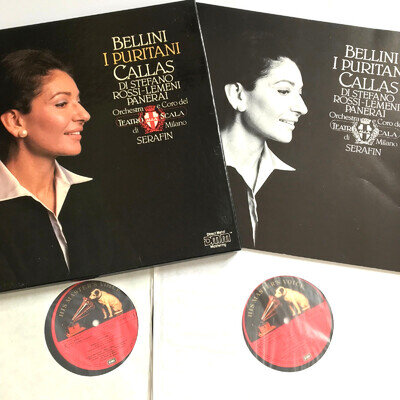 BELLINI
I PURITANI
CALLAS
DI STEFANO
ROSSI-LEMENI
PANERAI
Orchestra e Coro del
TEATRO SCALA
di Milano
SERAFIN
BELLINI
I PURITANI
CALLAS
DI STEFANO
ROSSI-LEMENI
PANERAI
Orchestra e Coro del
TEATRO SCALA
di Milano
SERAFIN
HIS MASTER'S VOICE
EMI
HIS MASTER'S VOICE
EMI